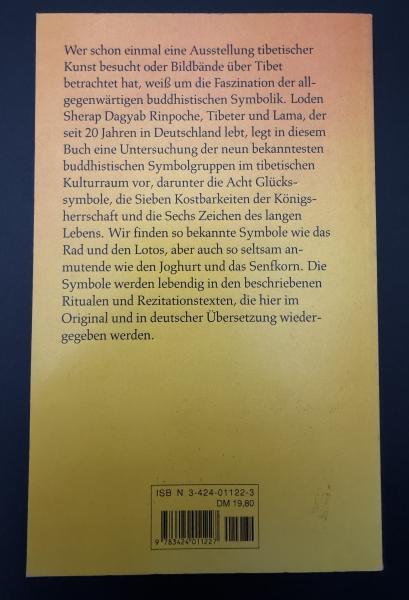 Wer schon einmal eine Ausstellung tibetischer
Kunst besucht oder Bildbände über Tibet
betrachtet hat, weiß um die Faszination der all-
gegenwärtigen buddhistischen Symbolik. Loden
Sherap Dagyab Rinpoche, Tibeter und Lama, der
seit 20 Jahren in Deutschland lebt, legt in diesem
Buch eine Untersuchung der neun bekanntesten
buddhistischen Symbolgruppen im tibetischen
Kulturraum vor, darunter die Acht Glücks-
symbole, die Sieben Kostbarkeiten der Königs-
herrschaft und die Sechs Zeichen des langen
Lebens. Wir finden so bekannte Symbole wie das
Rad und den Lotos, aber auch so seltsam an-
mutende wie den Joghurt und das Senfkorn. Die
Symbole werden lebendig in den beschriebenen
Ritualen und Rezitationstexten, die hier im
Original und in deutscher Übersetzung wieder-
gegeben werden.
ISB N 3-424-01122-3
DM 19,80
9 783424 011227